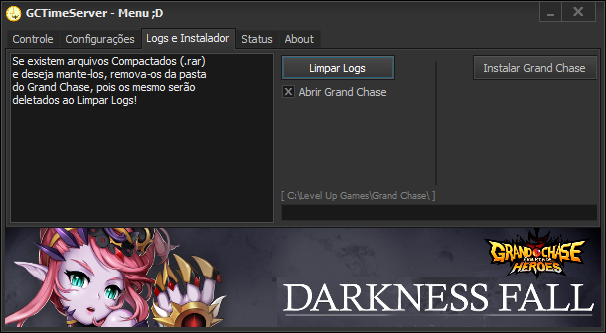 GCTimeServer - Menu ;D
Controle
Configurações
Logs e Instalador
Status
About
Se existem arquivos Compactados (.rar)
e deseja mante-los, remova-os da pasta
do Grand Chase, pois os mesmo serão
deletados ao Limpar Logs!
Limpar Logs
Instalar Grand Chase
Abrir Grand Chase
[ C:\Level Up Games\Grand Chase\ ]
GRAND CHASE
HEROES
DARKNESS FALL